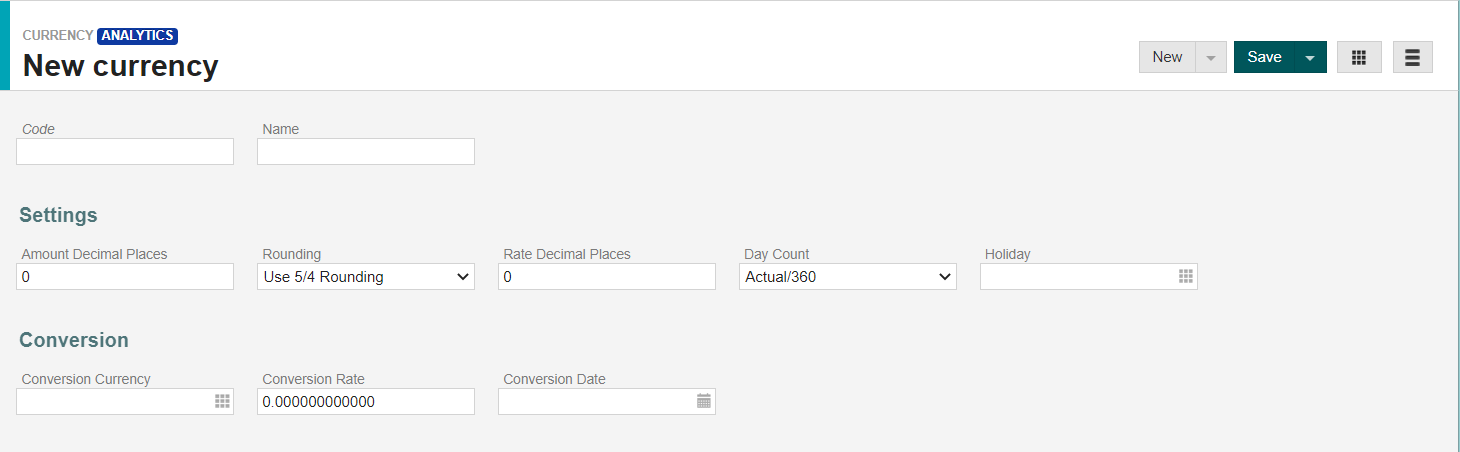 CURRENCY ANALYTICS
New currency
New Save
Code Name
Settings
Amount Decimal Places Rounding Rate Decimal Places Day Count Holiday
0 Use 5/4 Rounding 0 Actual/360
Conversion
Conversion Currency Conversion Rate Conversion Date
0.000000000000